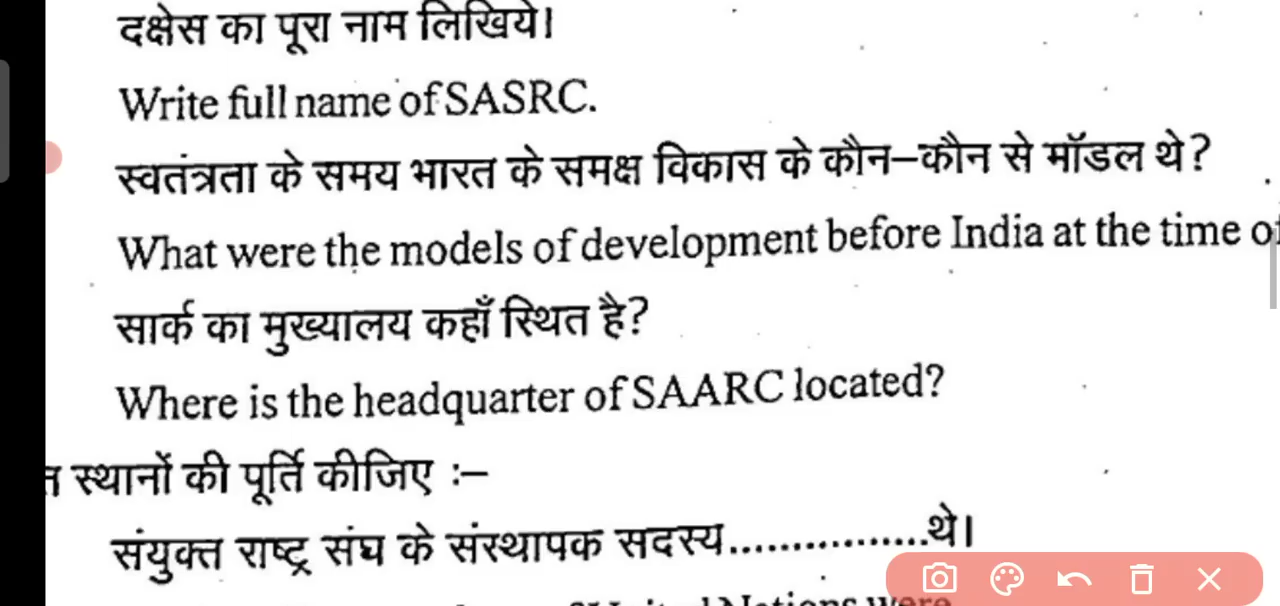 दक्षेस का पूरा नाम लिखिये।
Write full name of SASRC.
स्वतंत्रता के समय भारत के समक्ष विकास के कौन–कौन से मॉडल थे?
What were the models of development before India at the time
सार्क का मुख्यालय कहाँ स्थित है?
Where is the headquarter of SAARC located?
स्थानों की पूर्ति कीजिए :–
संयुक्त राष्ट्र संघ के संस्थापक सदस्य................थे।